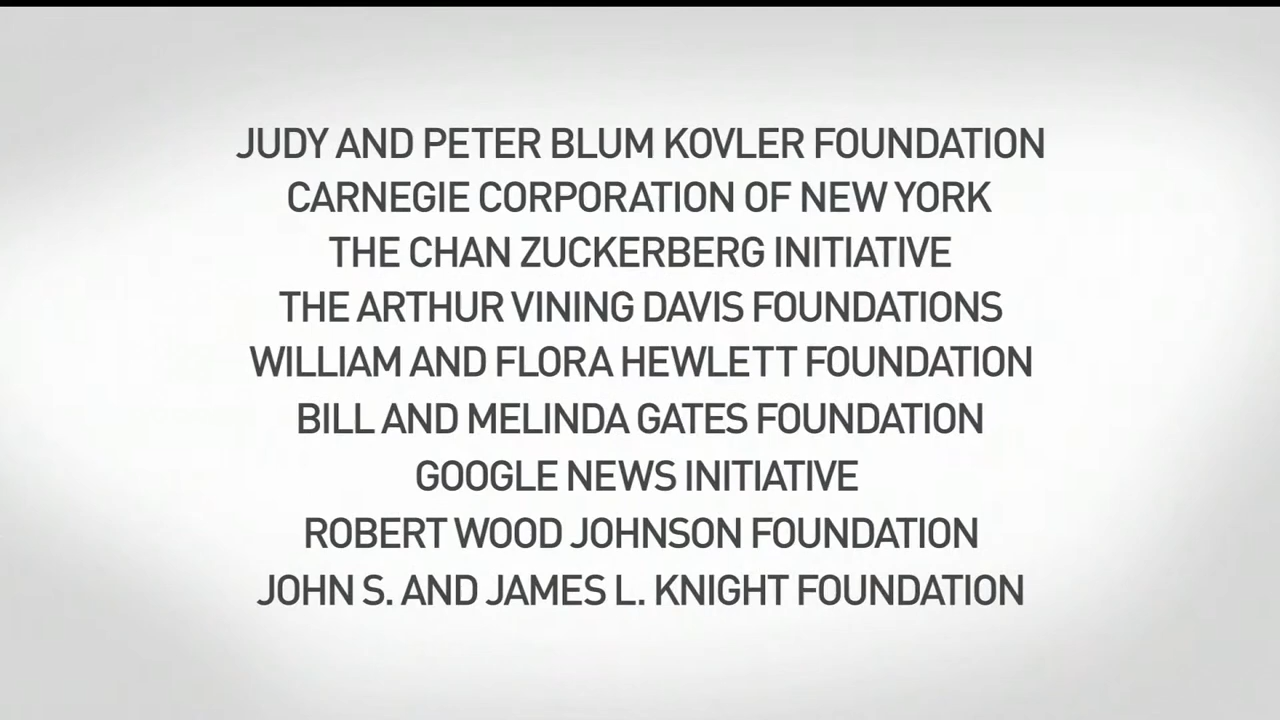 JUDY AND PETER BLUM KOVLER FOUNDATION
CARNEGIE CORPORATION OF NEW YORK
THE CHAN ZUCKERBERG INITIATIVE
THE ARTHUR VINING DAVIS FOUNDATIONS
WILLIAM AND FLORA HEWLETT FOUNDATION
BILL AND MELINDA GATES FOUNDATION
GOOGLE NEWS INITIATIVE
ROBERT WOOD JOHNSON FOUNDATION
JOHN S. AND JAMES L. KNIGHT FOUNDATION